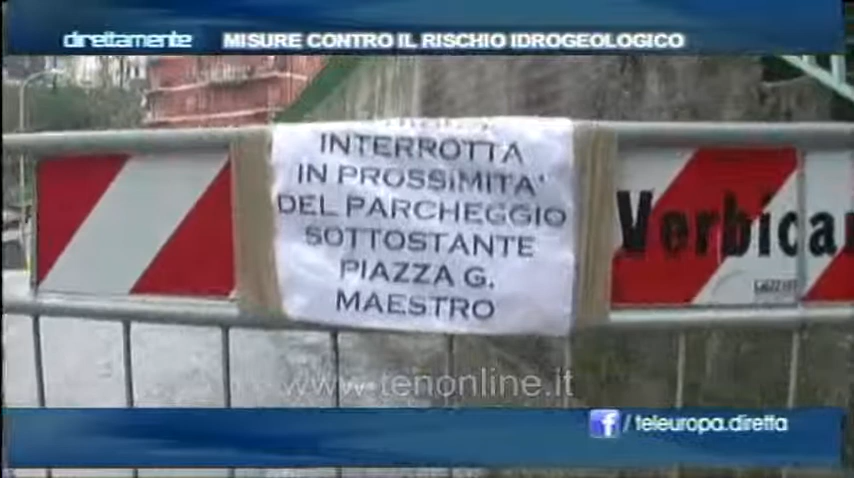 direttamente
MISURE CONTRO IL RISCHIO IDROGEOLOGICO
INTERROTTA
IN PROSSIMITA'
DEL PARCHEGGIO
SOTTOSTANTE
PIAZZA G.
MAESTRO
Verbica
www.tenonline.it
f / teleuropa.diretta